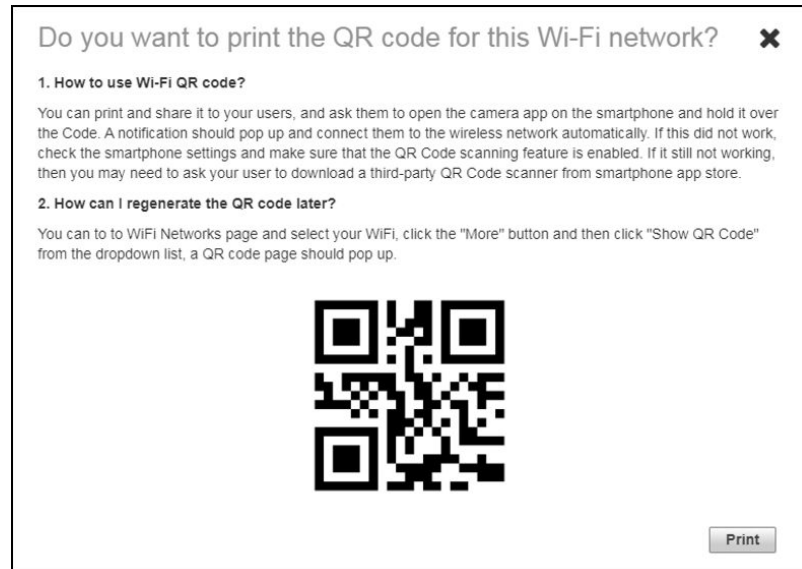 Do you want to print the QR code for this Wi-Fi network?
1. How to use Wi-Fi QR code?
You can print and share it to your users, and ask them to open the camera app on the smartphone and hold it over
the Code. A notification should pop up and connect them to the wireless network automatically. If this did not work,
check the smartphone settings and make sure that the QR Code scanning feature is enabled. If it still not working,
then you may need to ask your user to download a third-party QR Code scanner from smartphone app store.
2. How can I regenerate the QR code later?
You can to to WiFi Networks page and select your WiFi, click the "More" button and then click "Show QR Code"
from the dropdown list, a QR code page should pop up.
Print